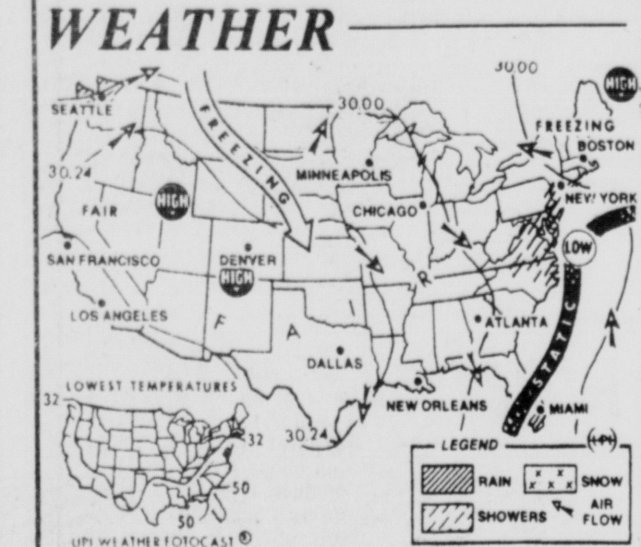 WEATHER
30.00
HIGH
30.00
SEATTLE
FREEZING
FREEZING
BOSTON
MINNEAPOLIS
30.24
NEW YORK
FAIR
HIGH
CHICAGO
LOW
SAN FRANCISCO
DENVER
HIGH
LOS ANGELES
F A I R
ATLANTA
STATIC
DALLAS
LOWEST TEMPERATURES
NEW ORLEANS
MIAMI
32
30.24
32
50
50
UPI WEATHER FOTOCAST ®
LEGEND
UPI
RAIN
SNOW
SHOWERS
AIR FLOW